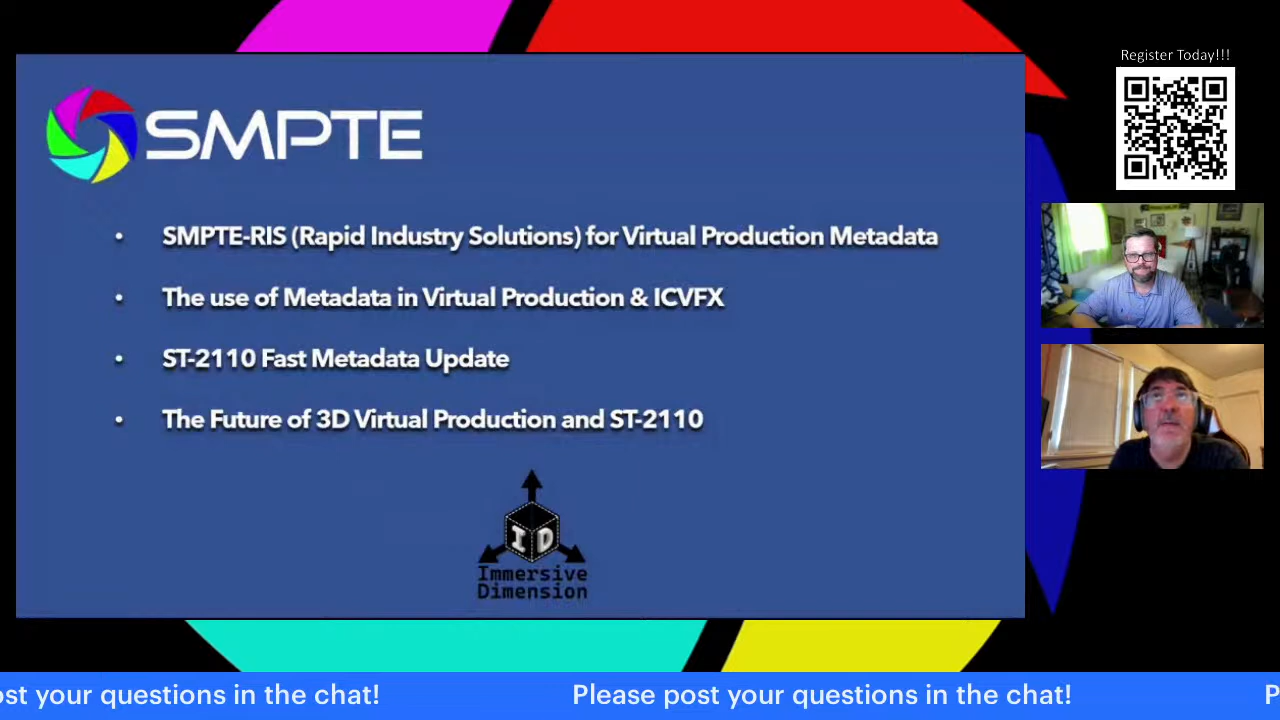 Register Today!!!
SMPTE
• SMPTE-RIS (Rapid Industry Solutions) for Virtual Production Metadata
• The use of Metadata in Virtual Production & ICVFX
• ST-2110 Fast Metadata Update
• The Future of 3D Virtual Production and ST-2110
I D
Immersive
Dimension
ost your questions in the chat! Please post your questions in the chat! P